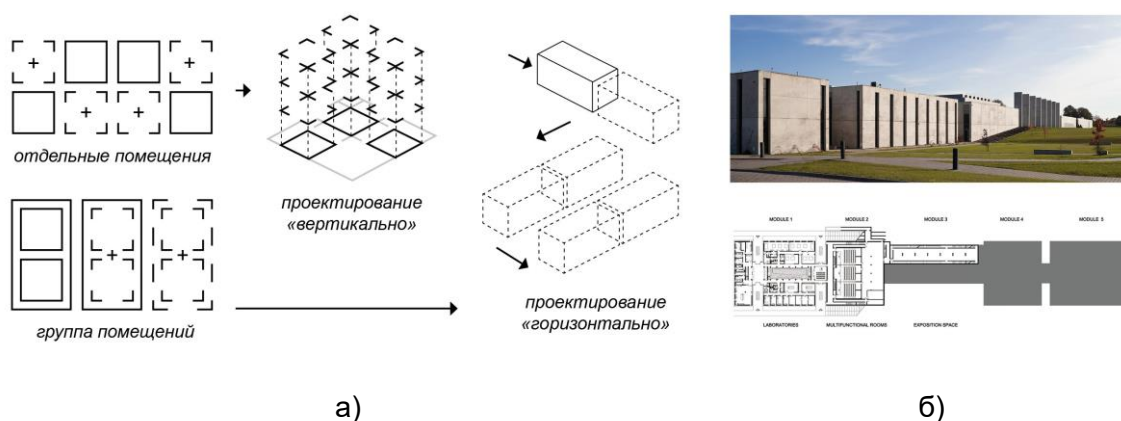 отдельные помещения
проектирование
«вертикально»
группа помещений
проектирование
«горизонтально»
MODULE 1
MODULE 2
MODULE 3
MODULE 4
MODULE 5
LABORATORIES
MULTIFUNCTIONAL ROOMS
EXPOSITION SPACE
а)
б)